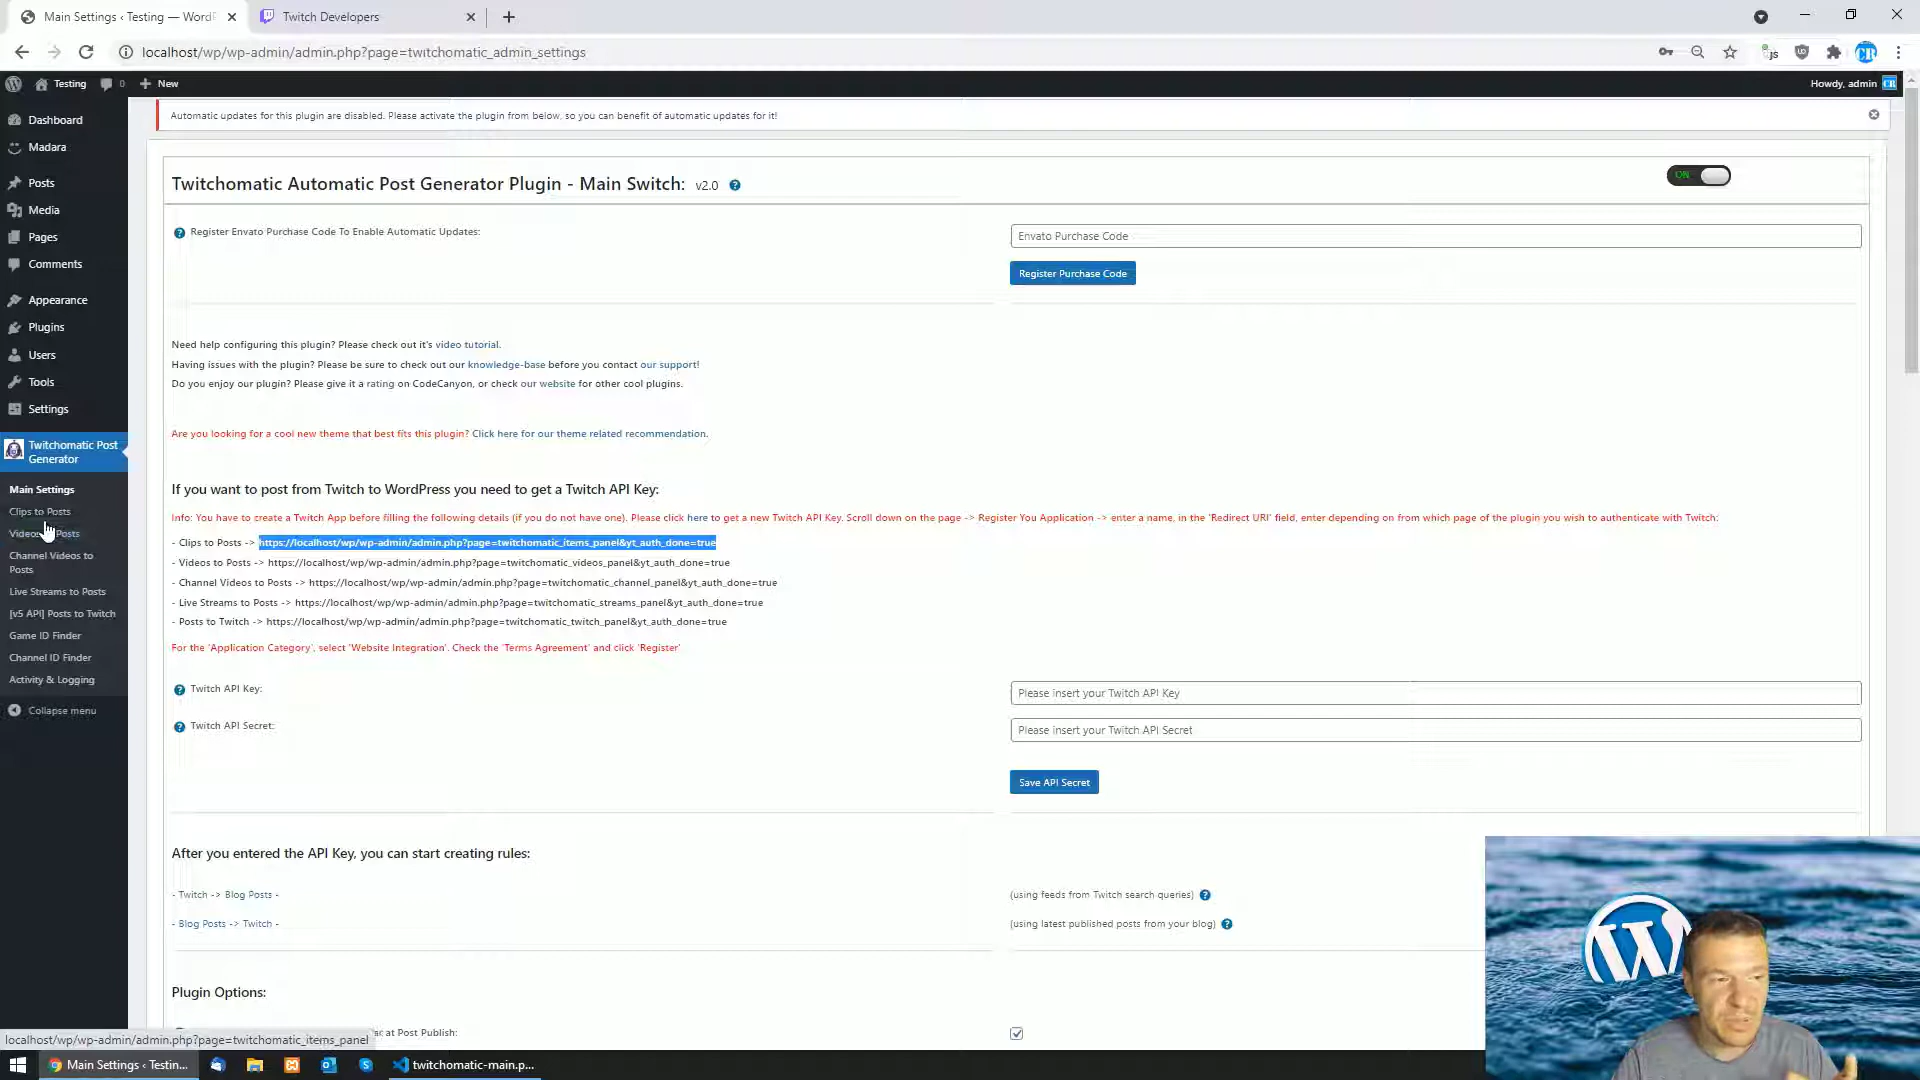 Main Settings ‹ Testing — WordP
Twitch Developers
localhost/wp/wp-admin/admin.php?page=twitchomatic_admin_settings
Testing
0
New
Howdy, admin
CR
Dashboard
Madara
Posts
Media
Pages
Comments
Appearance
Plugins
Users
Tools
Settings
Twitchomatic Post
Generator
Main Settings
Clips to Posts
Posts
Channel Videos to
Posts
Live Streams to Posts
[v5 API] Posts to Twitch
Game ID Finder
Channel ID Finder
Activity & Logging
Collapse menu
Automatic updates for this plugin are disabled. Please activate the plugin from below, so you can benefit of automatic updates for it!
Twitchomatic Automatic Post Generator Plugin - Main Switch: v2.0
ON
Register Envato Purchase Code To Enable Automatic Updates:
Envato Purchase Code
Register Purchase Code
Need help configuring this plugin? Please check out it's video tutorial.
Having issues with the plugin? Please be sure to check out our knowledge-base before you contact our support!
Do you enjoy our plugin? Please give it a rating on CodeCanyon, or check our website for other cool plugins.
Are you looking for a cool new theme that best fits this plugin? Click here for our theme related recommendation.
If you want to post from Twitch to WordPress you need to get a Twitch API Key:
Info: You have to create a Twitch App before filling the following details (if you do not have one). Please click here to get a new Twitch API Key. Scroll down on the page -> Register You Application -> enter a name, in the 'Redirect URI' field, enter depending on from which page of the plugin you wish to authenticate with Twitch:
- Clips to Posts -> https://localhost/wp/wp-admin/admin.php?page=twitchomatic_items_panel&yt_auth_done=true
- Videos to Posts -> https://localhost/wp/wp-admin/admin.php?page=twitchomatic_videos_panel&yt_auth_done=true
- Channel Videos to Posts -> https://localhost/wp/wp-admin/admin.php?page=twitchomatic_channel_panel&yt_auth_done=true
- Live Streams to Posts -> https://localhost/wp/wp-admin/admin.php?page=twitchomatic_streams_panel&yt_auth_done=true
- Posts to Twitch -> https://localhost/wp/wp-admin/admin.php?page=twitchomatic_twitch_panel&yt_auth_done=true
For the 'Application Category', select 'Website Integration'. Check the 'Terms Agreement' and click 'Register'
Twitch API Key:
Please insert your Twitch API Key
Twitch API Secret:
Please insert your Twitch API Secret
Save API Secret
After you entered the API Key, you can start creating rules:
- Twitch -> Blog Posts -
(using feeds from Twitch search queries)
- Blog Posts -> Twitch -
(using latest published posts from your blog)
Plugin Options:
at Post Publish:
localhost/wp/wp-admin/admin.php?page=twitchomatic_items_panel
Main Settings ‹ Testin...
twitchomatic-main.p...